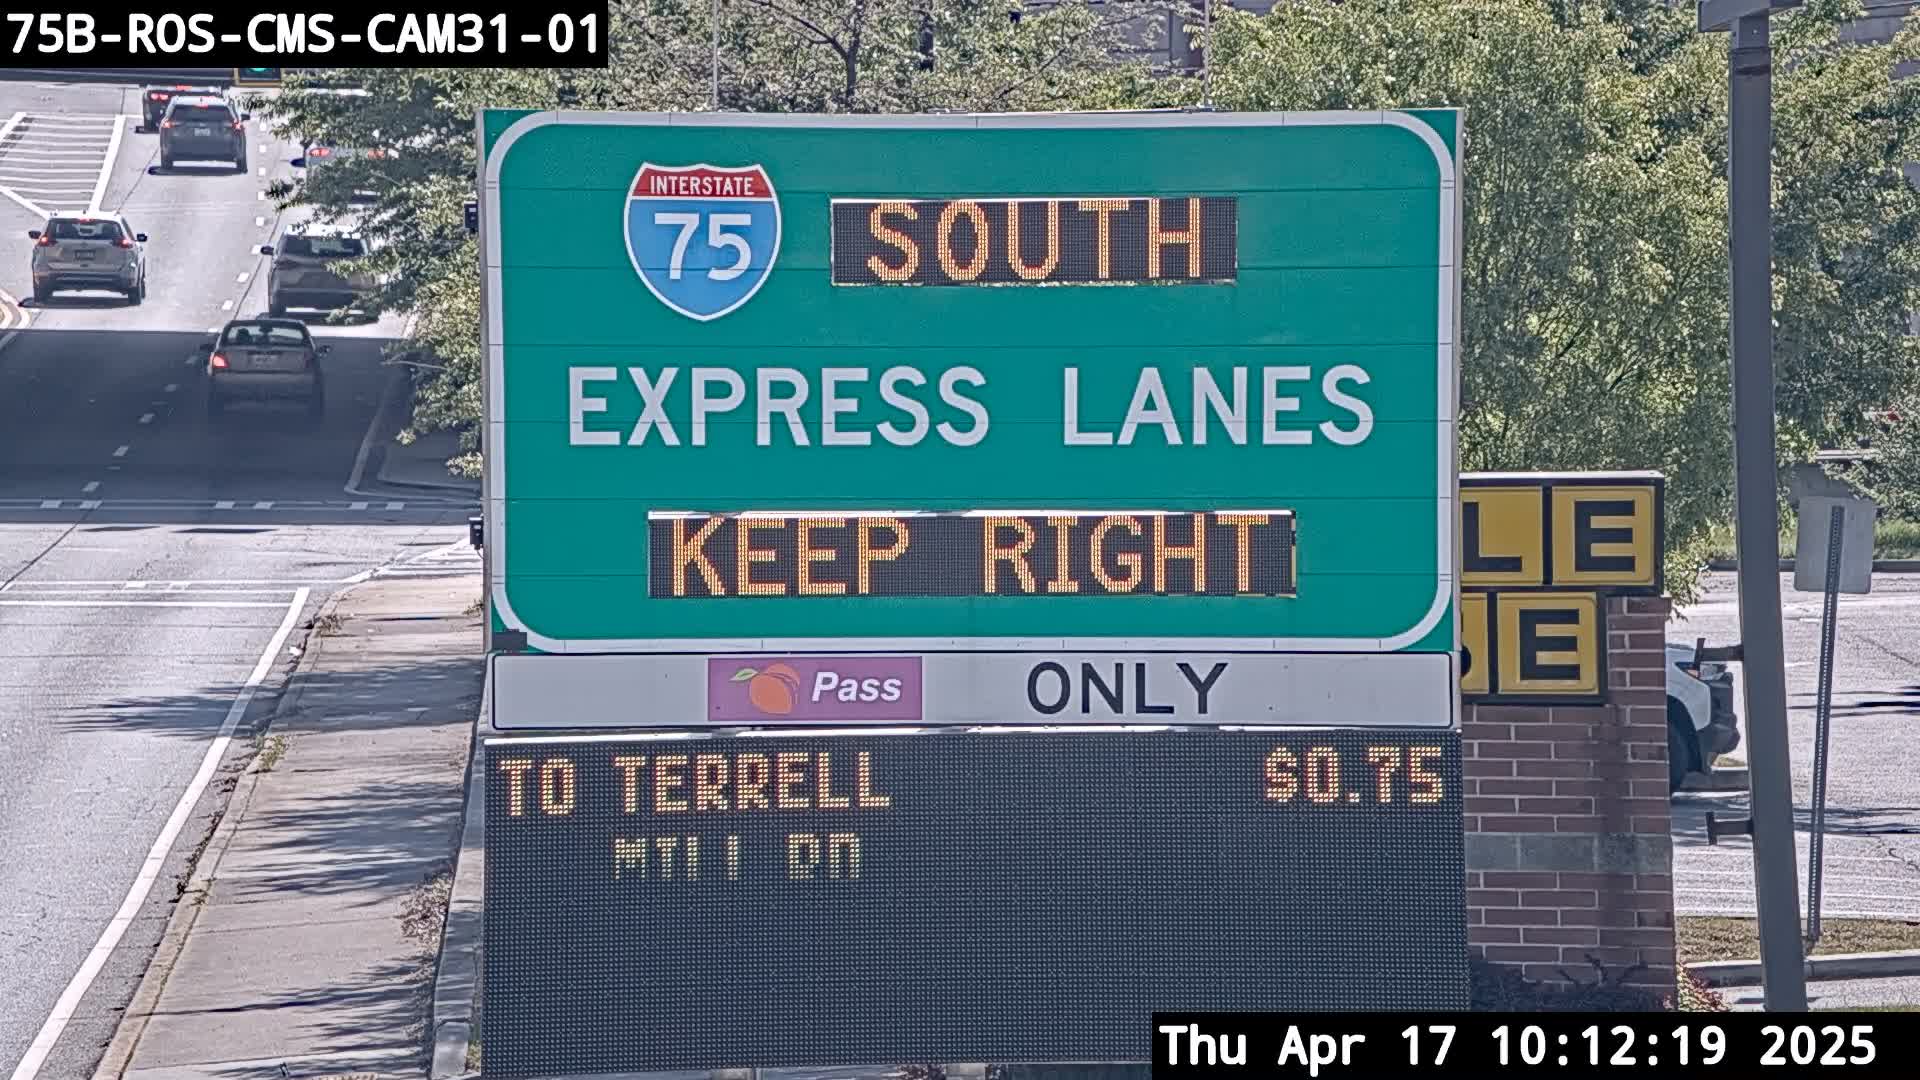 75B-ROS-CMS-CAM31-01
INTERSTATE
75
SOUTH
EXPRESS LANES
KEEP RIGHT
Pass ONLY
TO TERRELL $0.75
LE
E
Thu Apr 17 10:12:19 2025